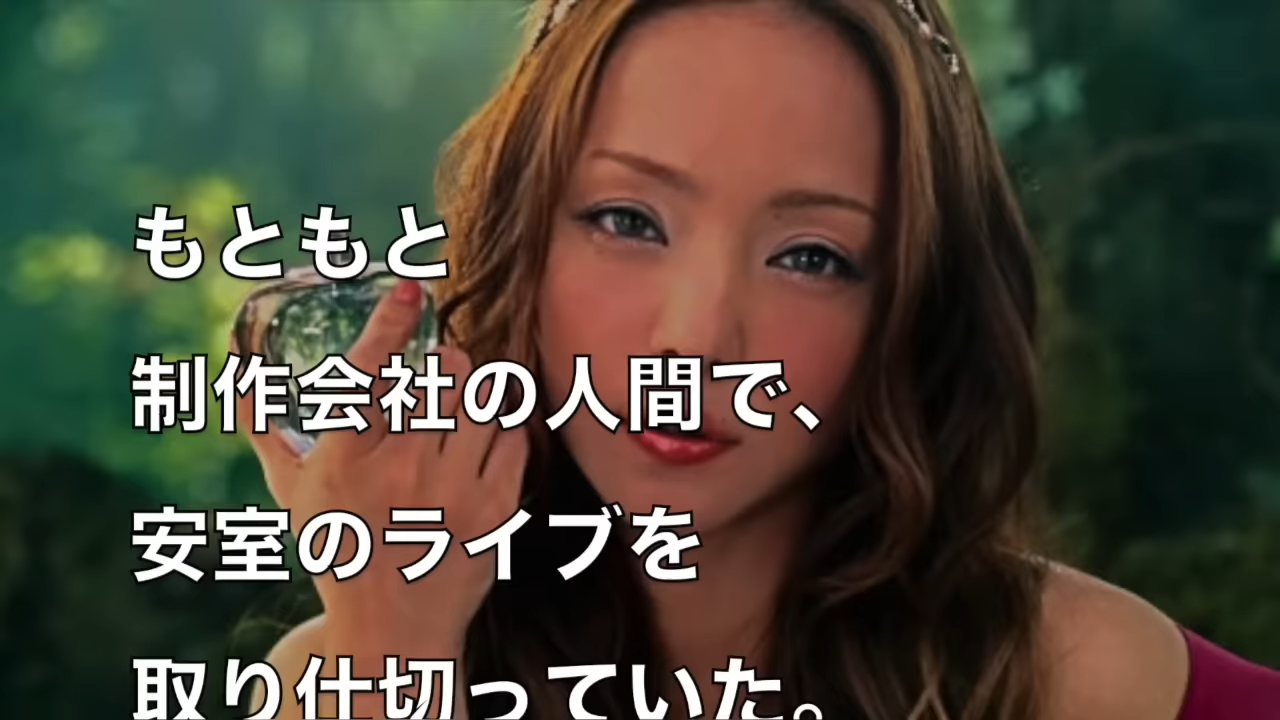 もともと
制作会社の人間で、
安室のライブを
取り仕切っていた。